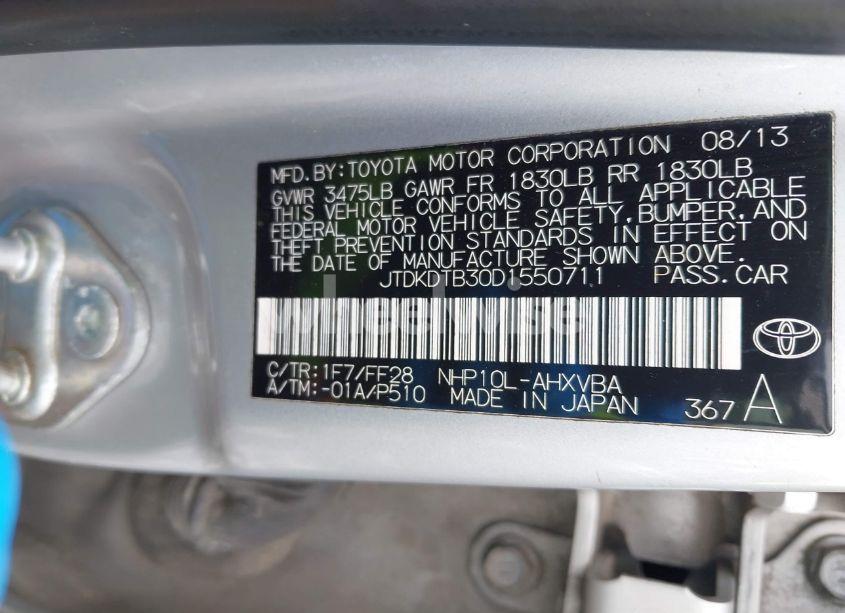 MFD.BY:TOYOTA MOTOR CORPORATION 08/13
GVWR 3475LB GAWR FR 1830LB RR 1830LB
THIS VEHICLE CONFORMS TO ALL APPLICABLE
FEDERAL MOTOR VEHICLE SAFETY,BUMPER,AND
THEFT PREVENTION STANDARDS IN EFFECT ON
THE DATE OF MANUFACTURE SHOWN ABOVE.
JTDKDTB30D1550711 PASS.CAR
wheelwise
C/TR:1F7/FF28 NHP10L-AHXVBA
A/TM:-01A/P510 MADE IN JAPAN 367 A